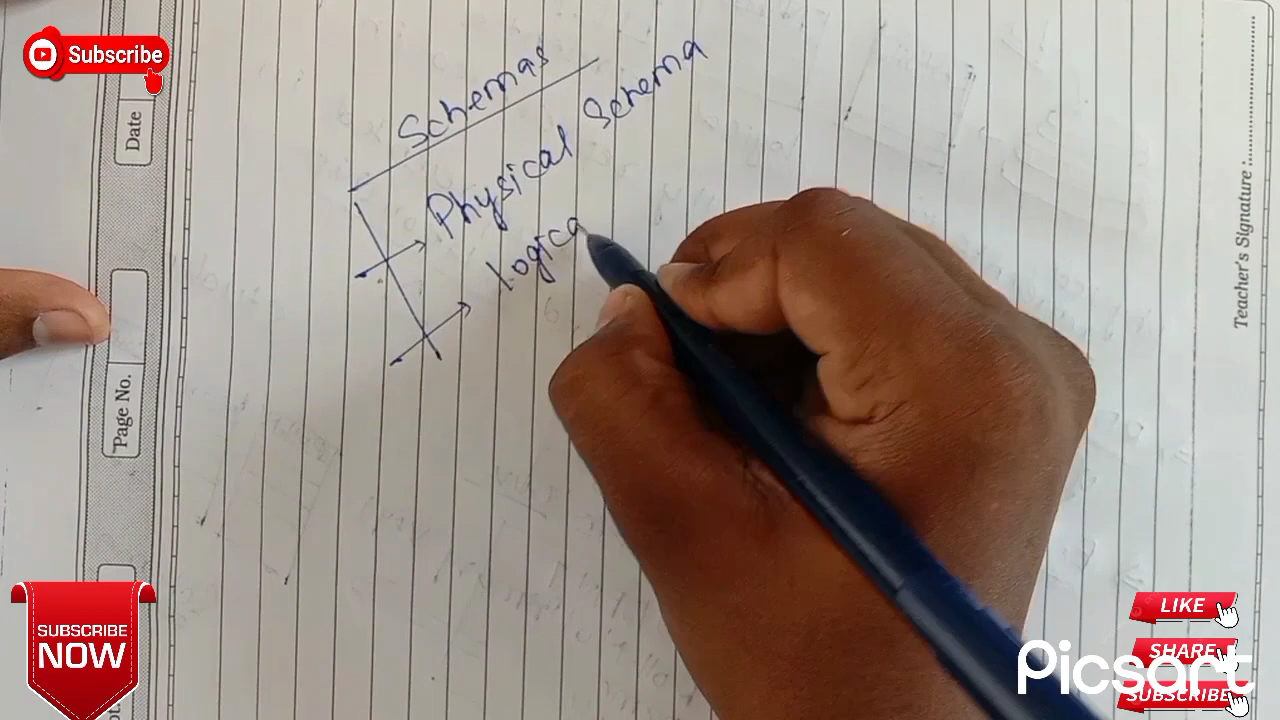 Subscribe
Date
Schemas
Physical Schema
Logica
Page No.
Teacher's Signature :
SUBSCRIBE
NOW
LIKE
SHARE
SUBSCRIBE
Picsart